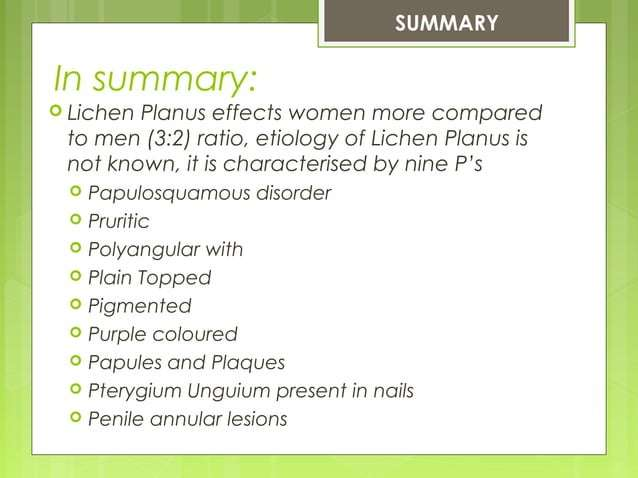 SUMMARY
In summary:
Lichen Planus effects women more compared
to men (3:2) ratio, etiology of Lichen Planus is
not known, it is characterised by nine P's
Papulosquamous disorder
Pruritic
Polyangular with
Plain Topped
Pigmented
Purple coloured
Papules and Plaques
Pterygium Unguium present in nails
Penile annular lesions